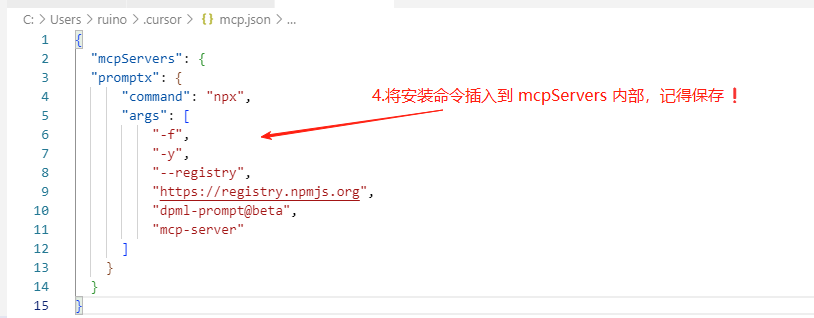 C: > Users > ruino > .cursor > {} mcp.json > ...
1 {
2 "mcpServers": {
3 "promptx": {
4 "command": "npx",
4.将安装命令插入到 mcpServers 内部，记得保存❗
5 "args": [
6 "-f",
7 "-y",
8 "--registry",
9 "https://registry.npmjs.org",
10 "dpml-prompt@beta",
11 "mcp-server"
12 ]
13 }
14 }
15 }